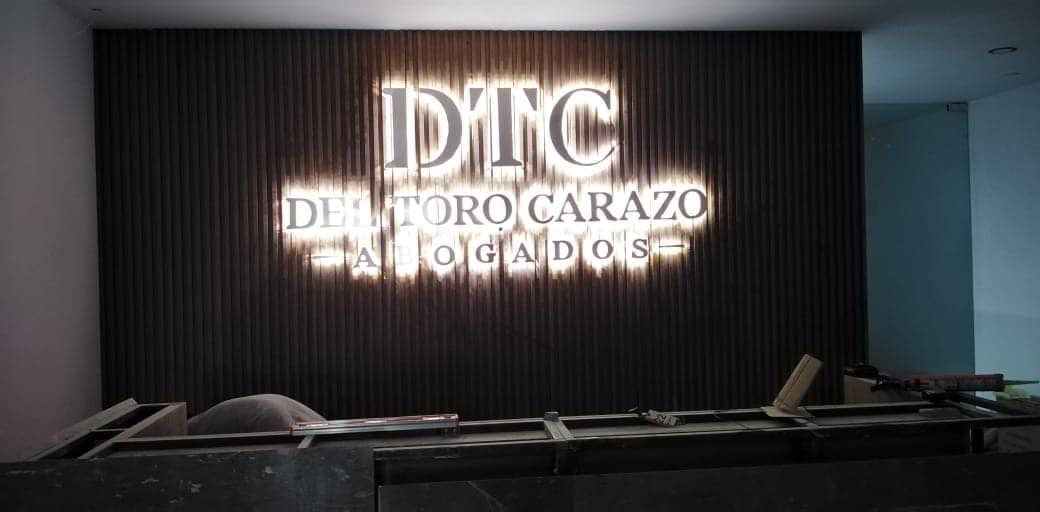 DTC
DEL TORO CARAZO
ABOGADOS